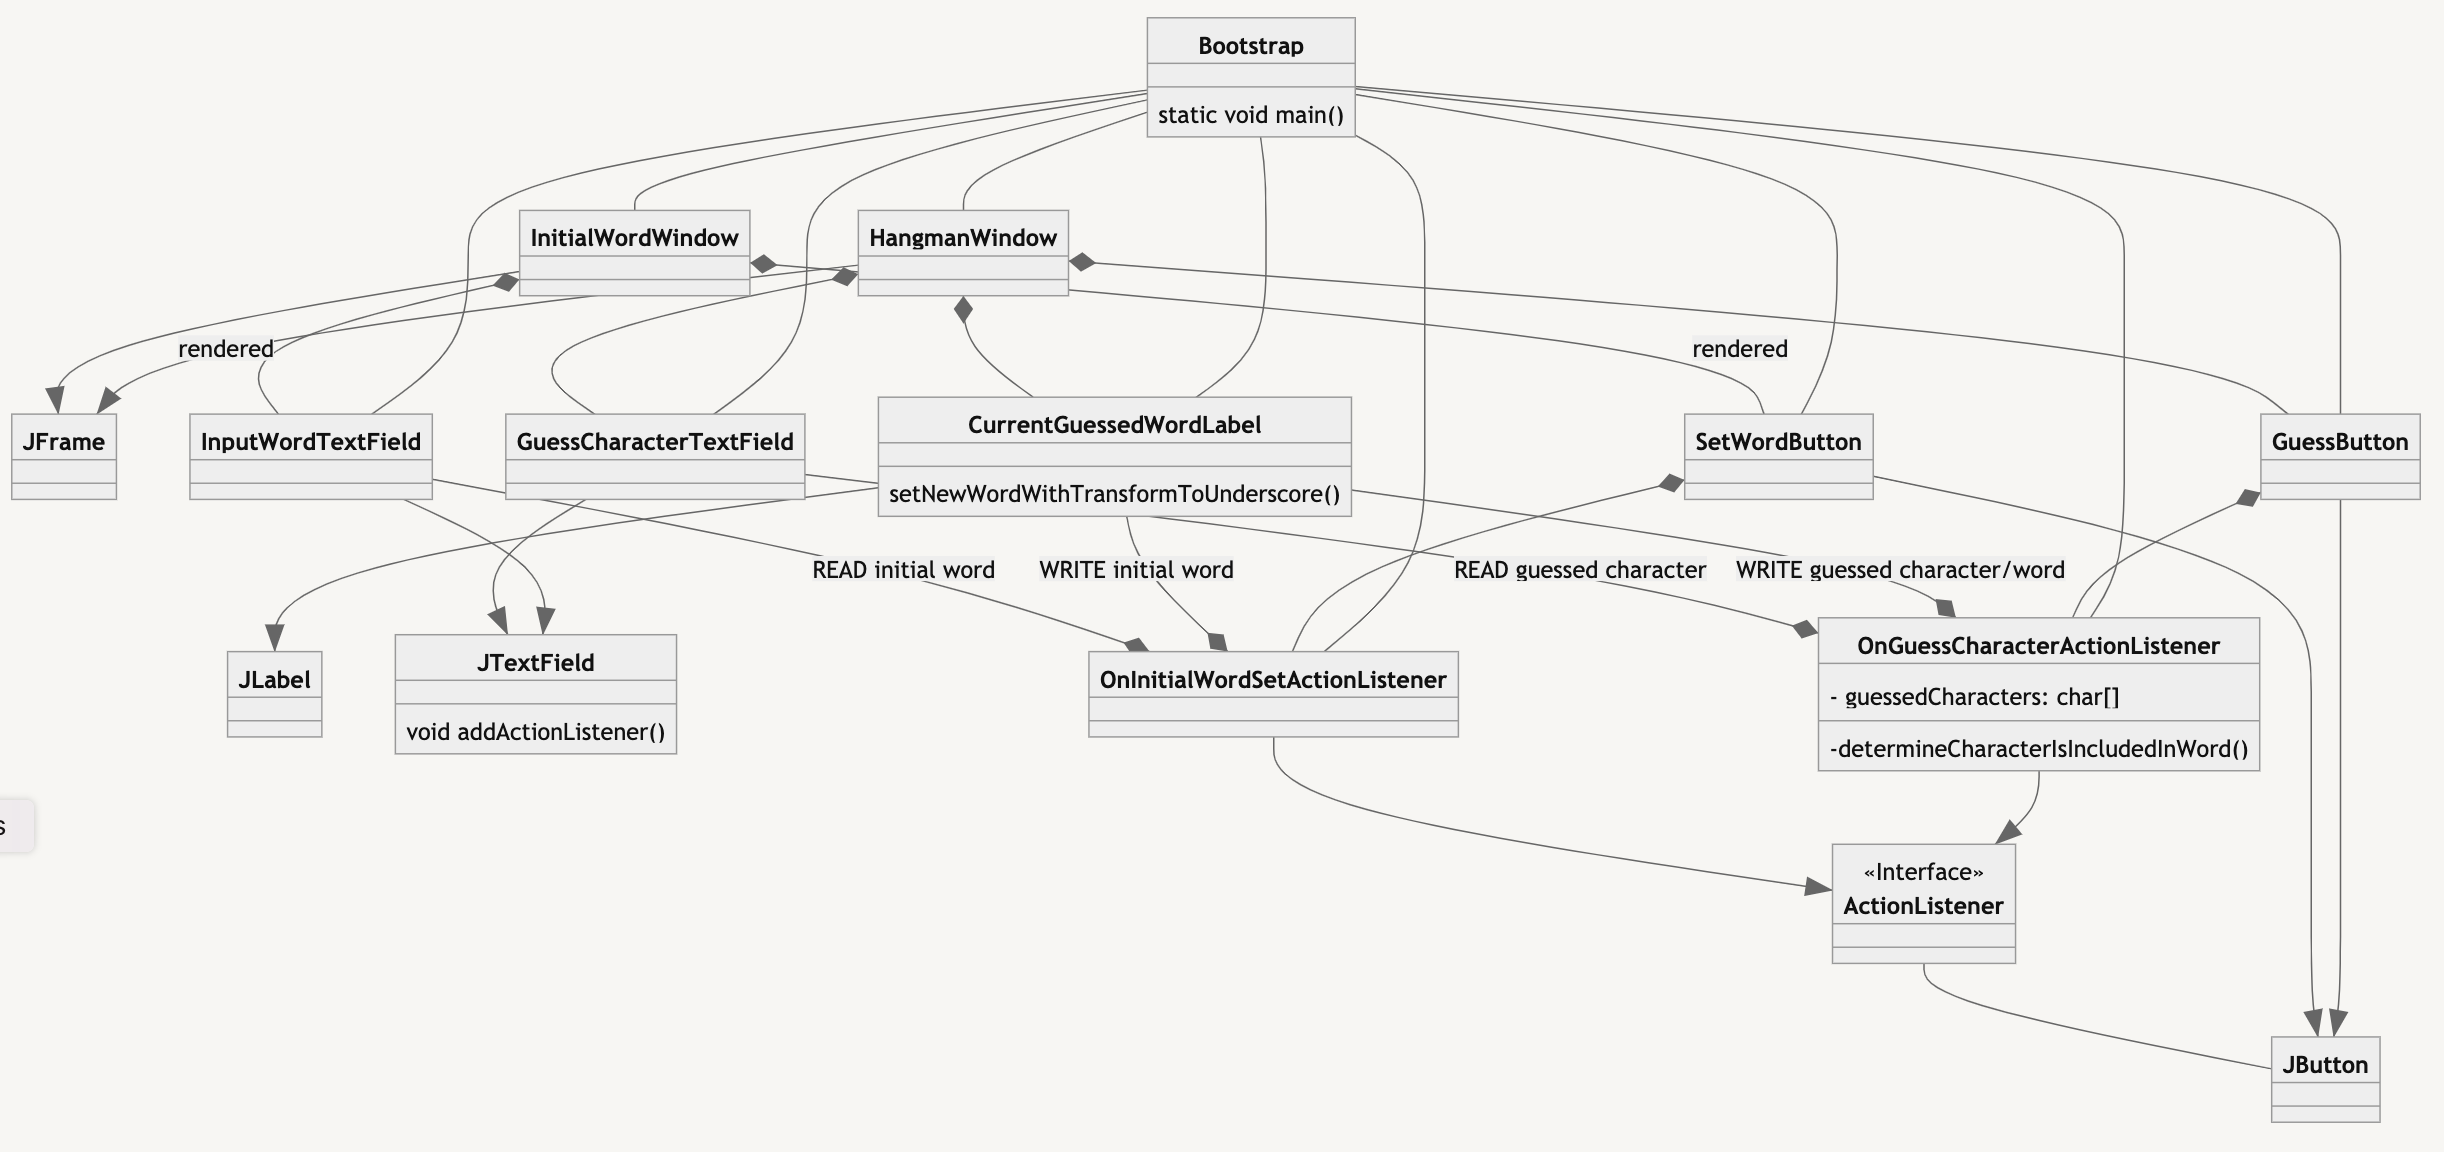 Bootstrap
static void main()
InitialWordWindow
HangmanWindow
rendered
rendered
JFrame
InputWordTextField
GuessCharacterTextField
CurrentGuessedWordLabel
setNewWordWithTransformToUnderscore()
SetWordButton
GuessButton
READ initial word
WRITE initial word
READ guessed character
WRITE guessed character/word
JLabel
JTextField
void addActionListener()
OnInitialWordSetActionListener
OnGuessCharacterActionListener
- guessedCharacters: char[]
-determineCharacterIsIncludedInWord()
s
«Interface»
ActionListener
JButton